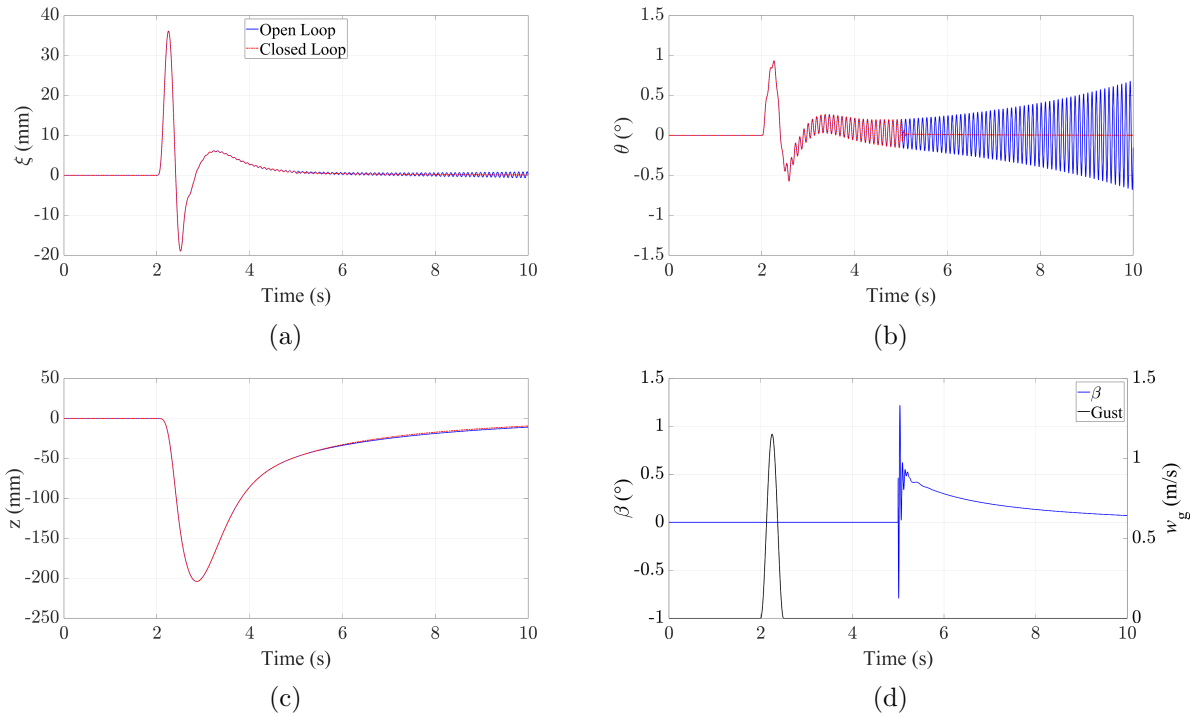 40
30
20
10
0
-10
-20
ξ (mm)
0 2 4 6 8 10
Time (s)
Open Loop
Closed Loop
(a)
1.5
1
0.5
0
-0.5
-1
-1.5
θ (°)
0 2 4 6 8 10
Time (s)
(b)
50
0
-50
-100
-150
-200
-250
z (mm)
0 2 4 6 8 10
Time (s)
(c)
1.5
1
0.5
0
-0.5
-1
β (°)
β
Gust
1.5
1
0.5
0
w_g (m/s)
0 2 4 6 8 10
Time (s)
(d)